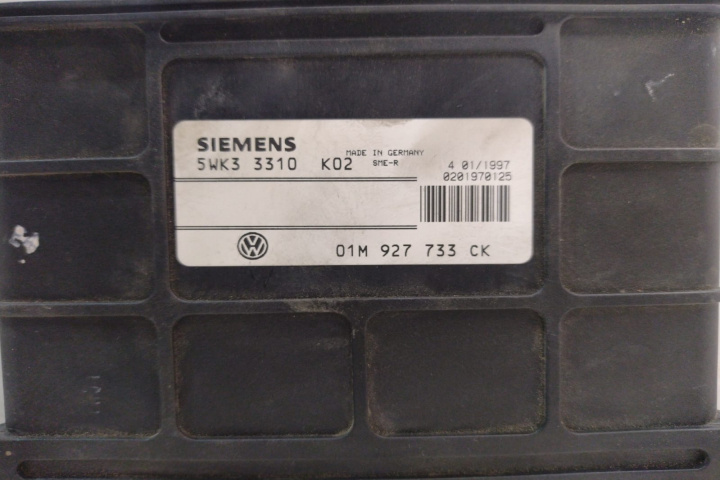 SIEMENS
MADE IN GERMANY
5WK3 3310 K02 SME-R
4 01/1997
0201970125
01M 927 733 CK